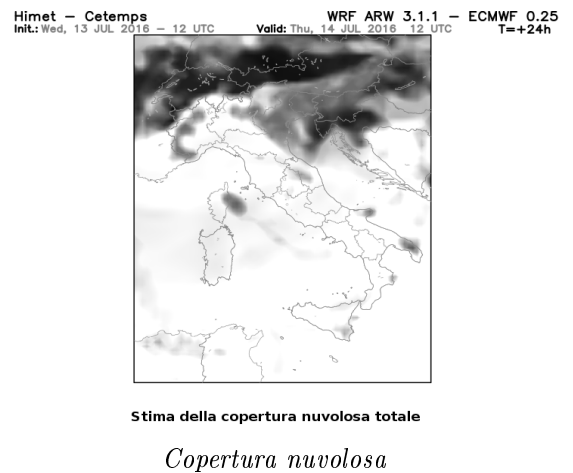 Himet – Cetemps WRF ARW 3.1.1 – ECMWF 0.25
Init.: Wed, 13 JUL 2016 – 12 UTC Valid: Thu, 14 JUL 2016 12 UTC T=+24h
Stima della copertura nuvolosa totale
Copertura nuvolosa